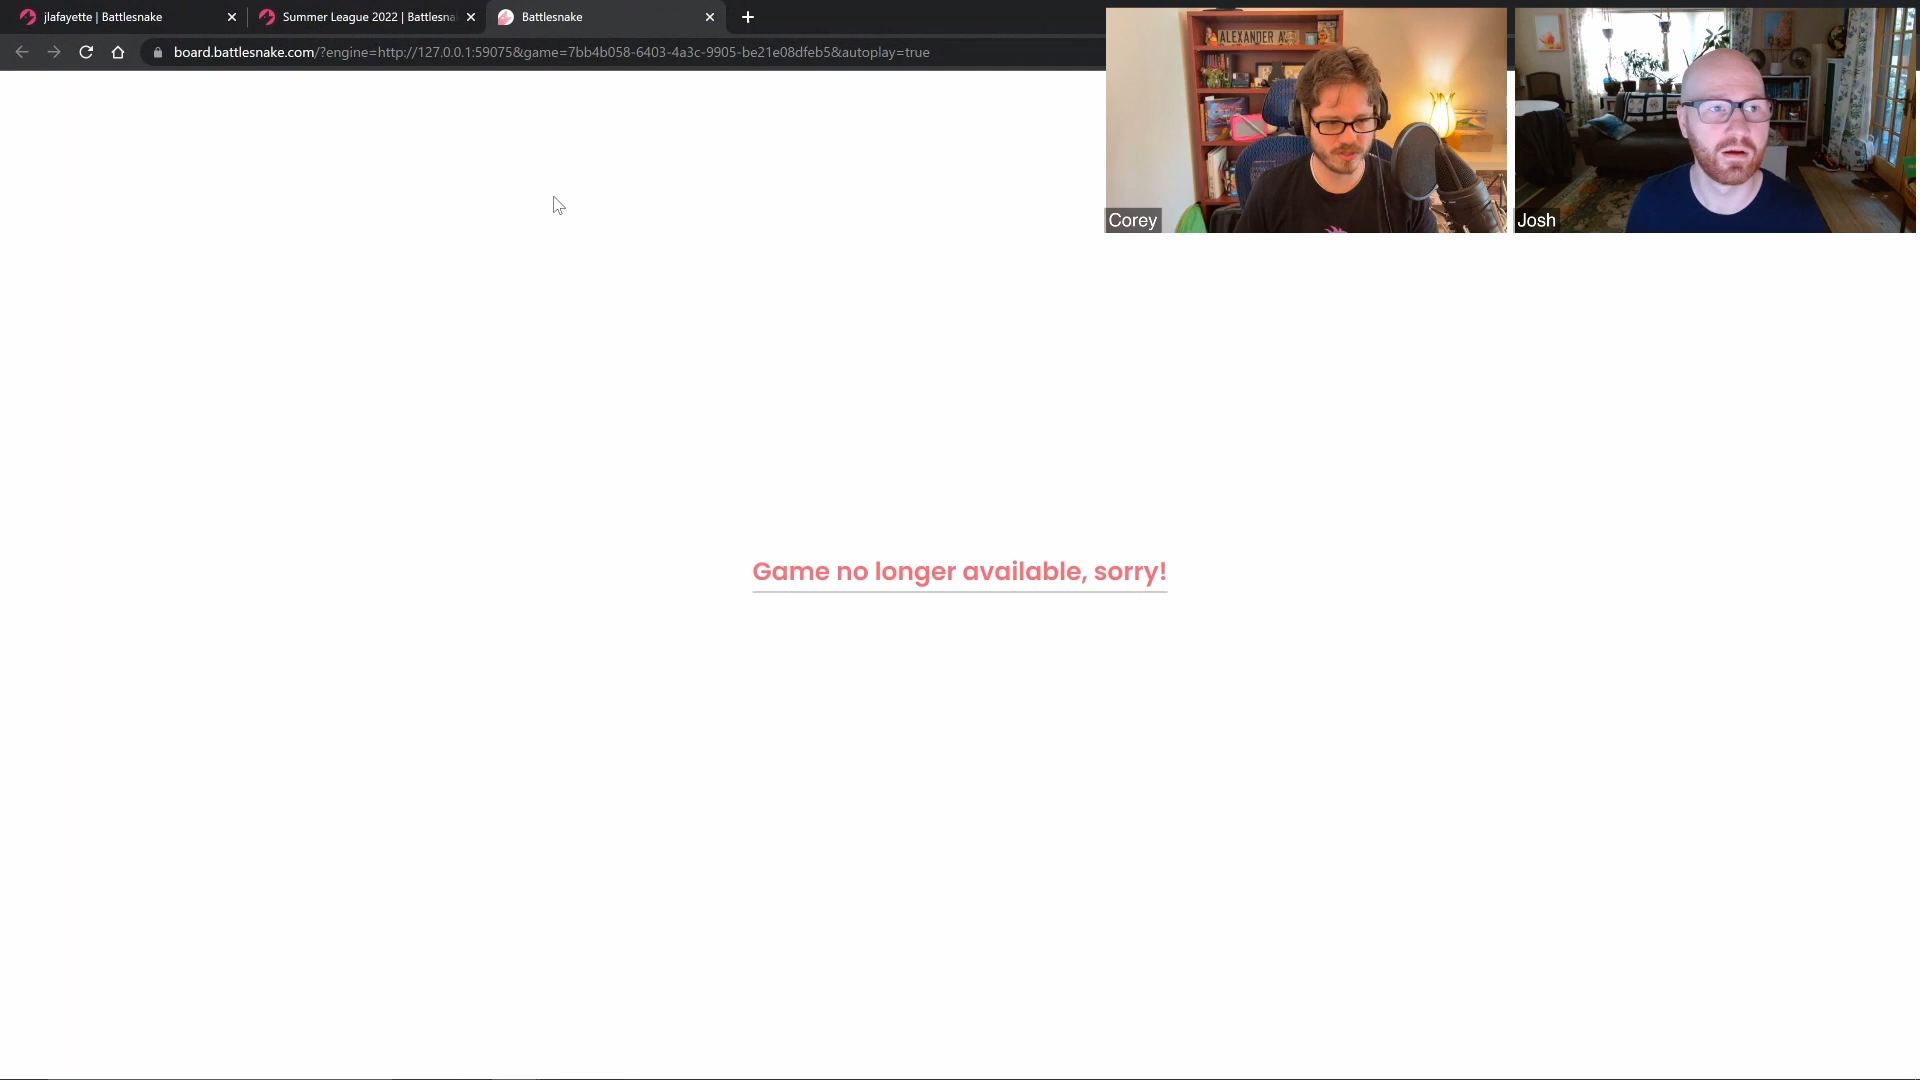 jlafayette | Battlesnake
Summer League 2022 | Battlesna
Battlesnake
board.battlesnake.com/?engine=http://127.0.0.1:59075&game=7bb4b058-6403-4a3c-9905-be21e08dfeb5&autoplay=true
ALEXANDER
Corey
Josh
Game no longer available, sorry!